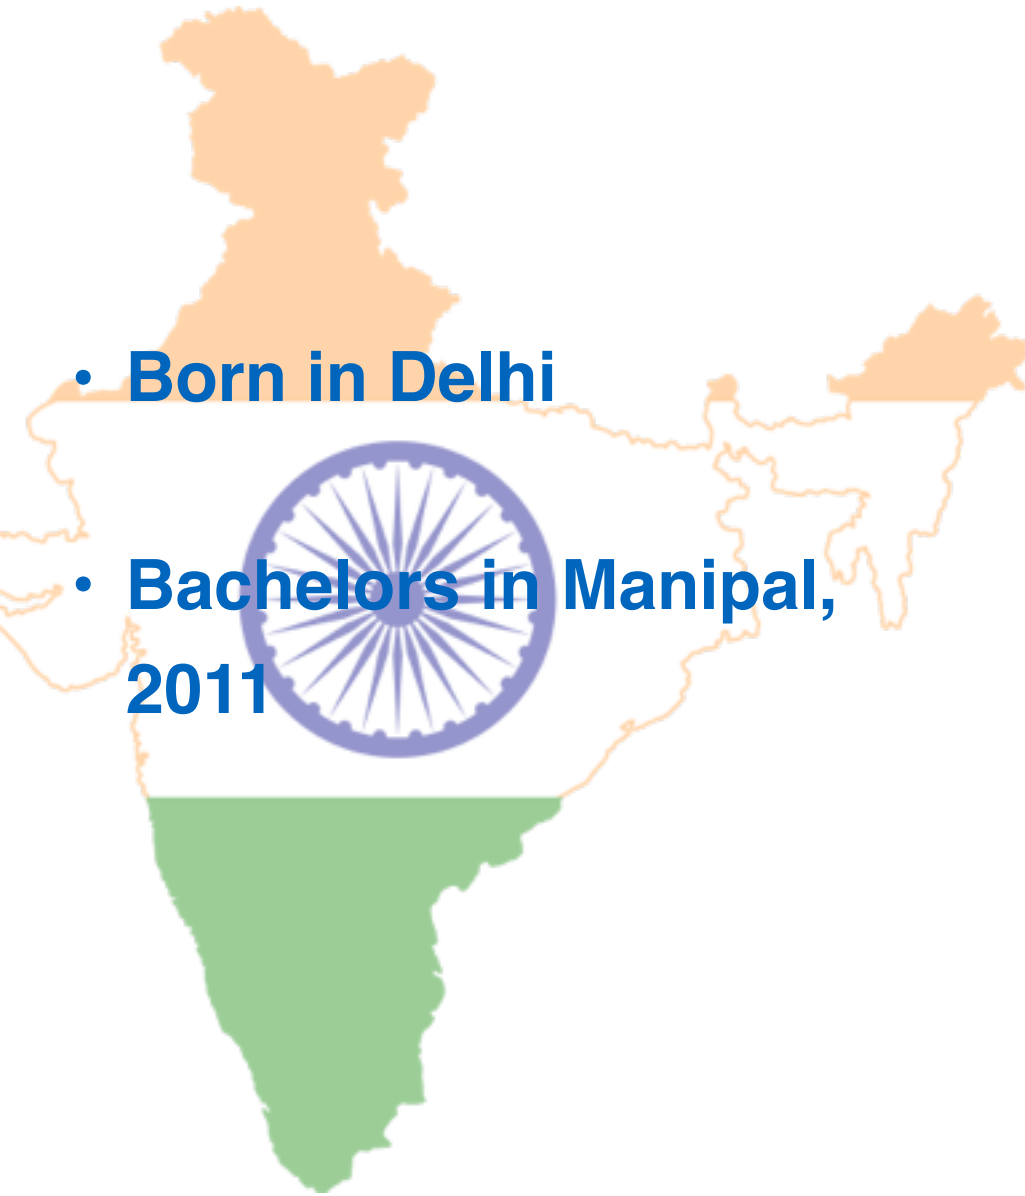 • Born in Delhi
• Bachelors in Manipal,
2011